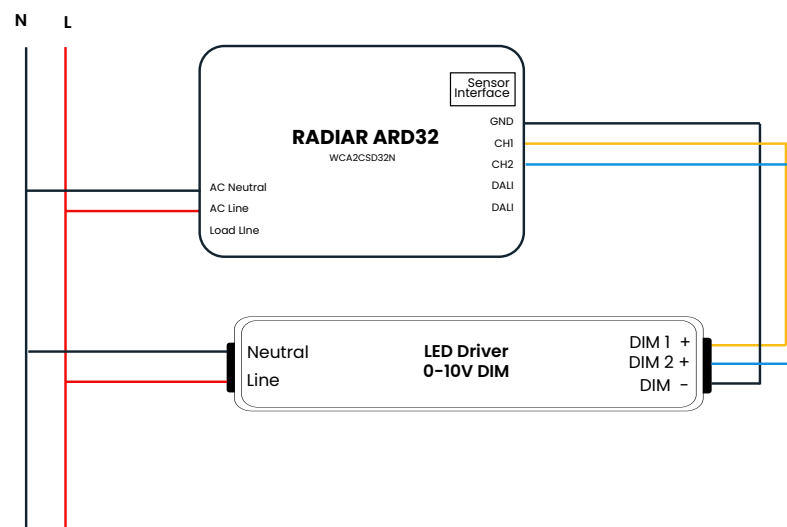 N L
Sensor
Interface
GND
RADIAR ARD32
CH1
WCA2CSD32N
CH2
AC Neutral
DALI
AC Line
DALI
Load LIne
DIM 1 +
Neutral
LED Driver
DIM 2 +
0-10V DIM
Line
DIM -